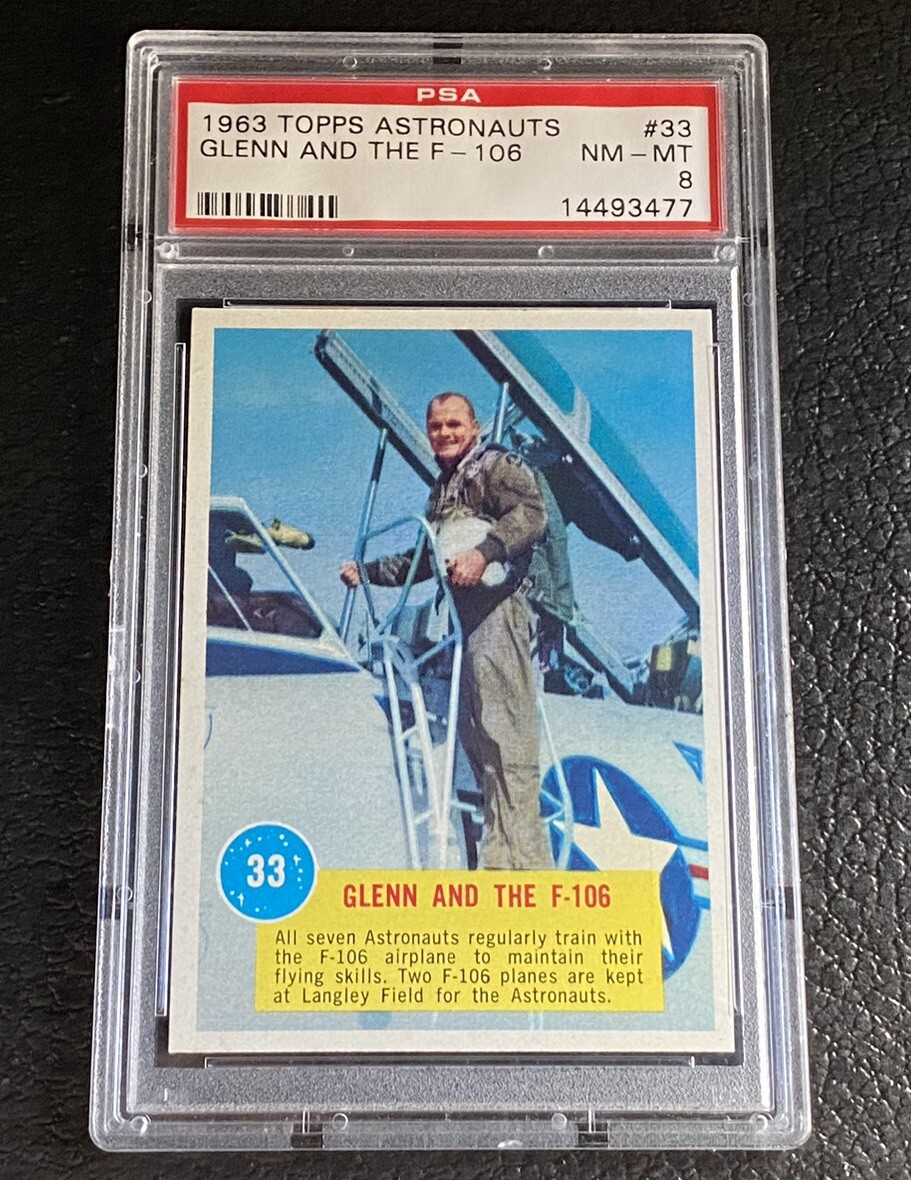 PSA
1963 TOPPS ASTRONAUTS #33
GLENN AND THE F-106 NM-MT
8
14493477
33
GLENN AND THE F-106
All seven Astronauts regularly train with
the F-106 airplane to maintain their
flying skills. Two F-106 planes are kept
at Langley Field for the Astronauts.